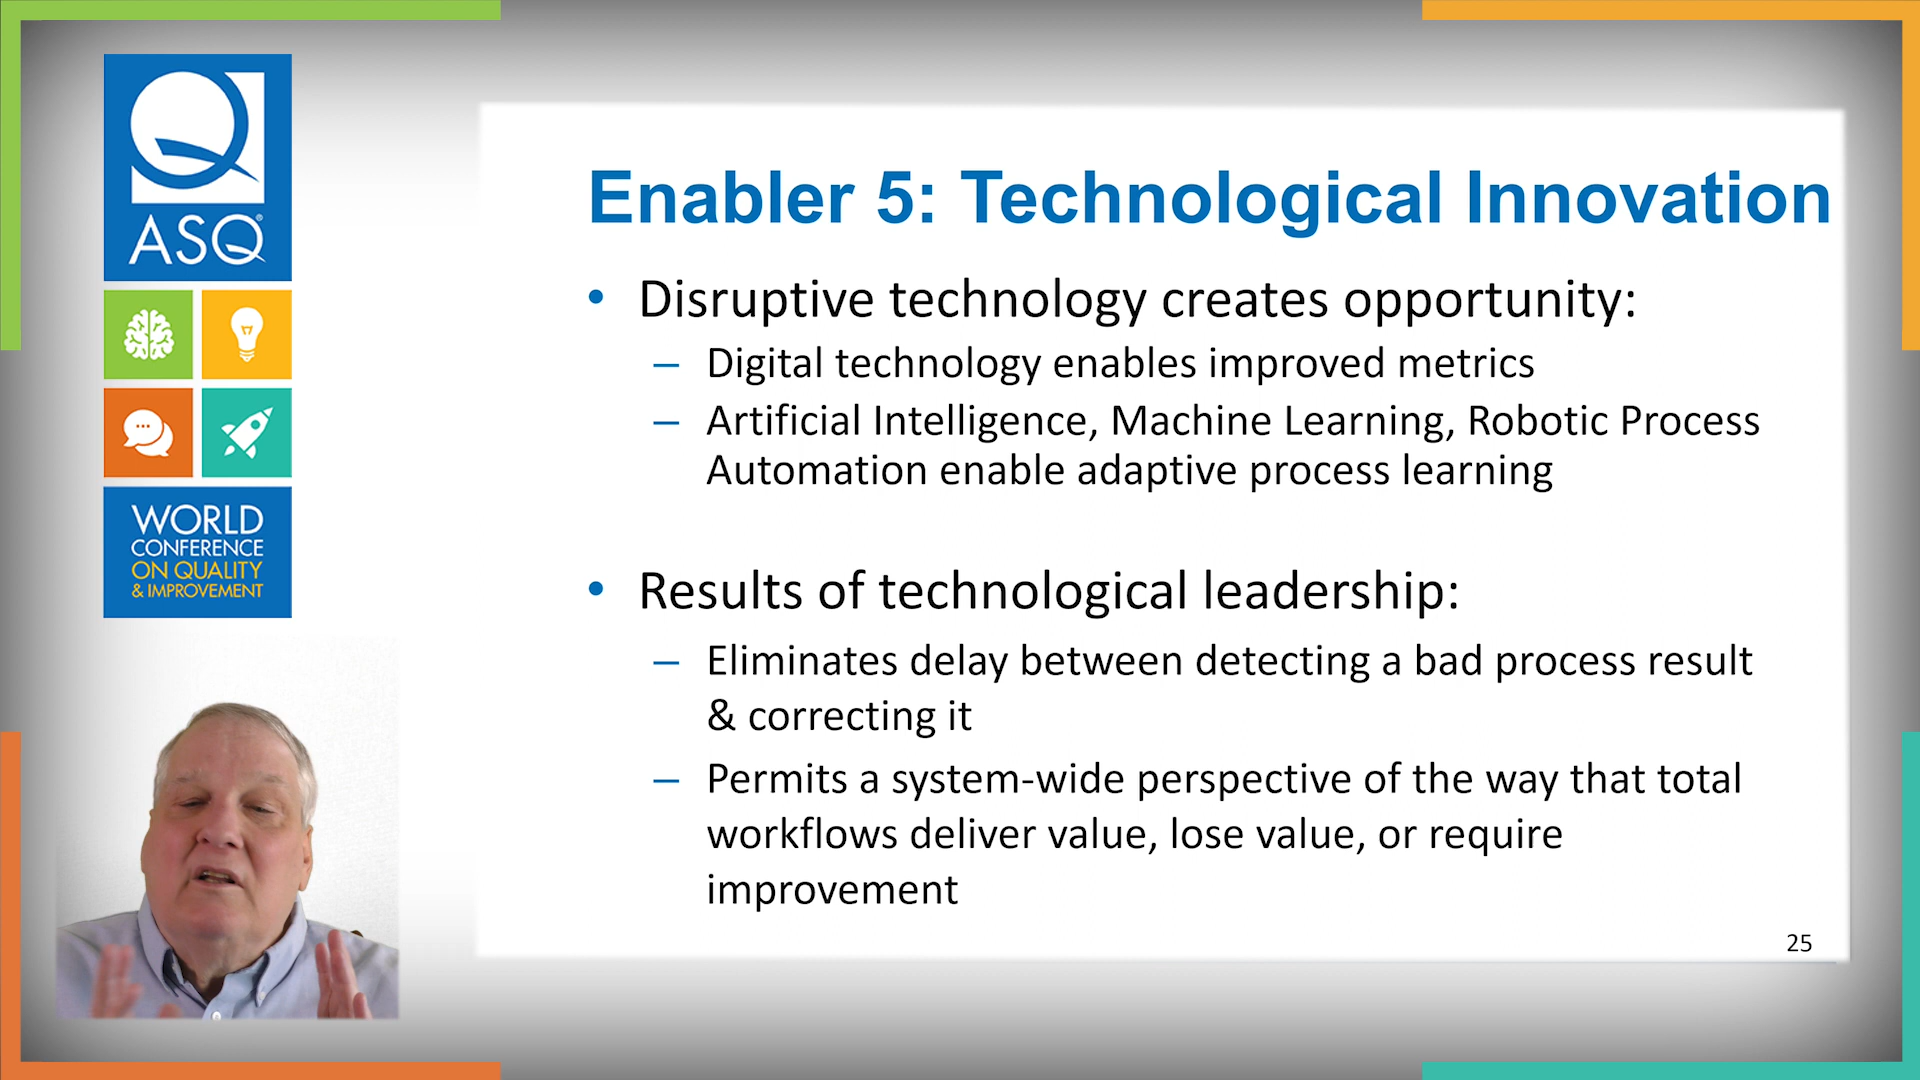 ASQ®
WORLD
CONFERENCE
ON QUALITY
& IMPROVEMENT
Enabler 5: Technological Innovation
• Disruptive technology creates opportunity:
– Digital technology enables improved metrics
– Artificial Intelligence, Machine Learning, Robotic Process
Automation enable adaptive process learning
• Results of technological leadership:
– Eliminates delay between detecting a bad process result
& correcting it
– Permits a system-wide perspective of the way that total
workflows deliver value, lose value, or require
improvement
25